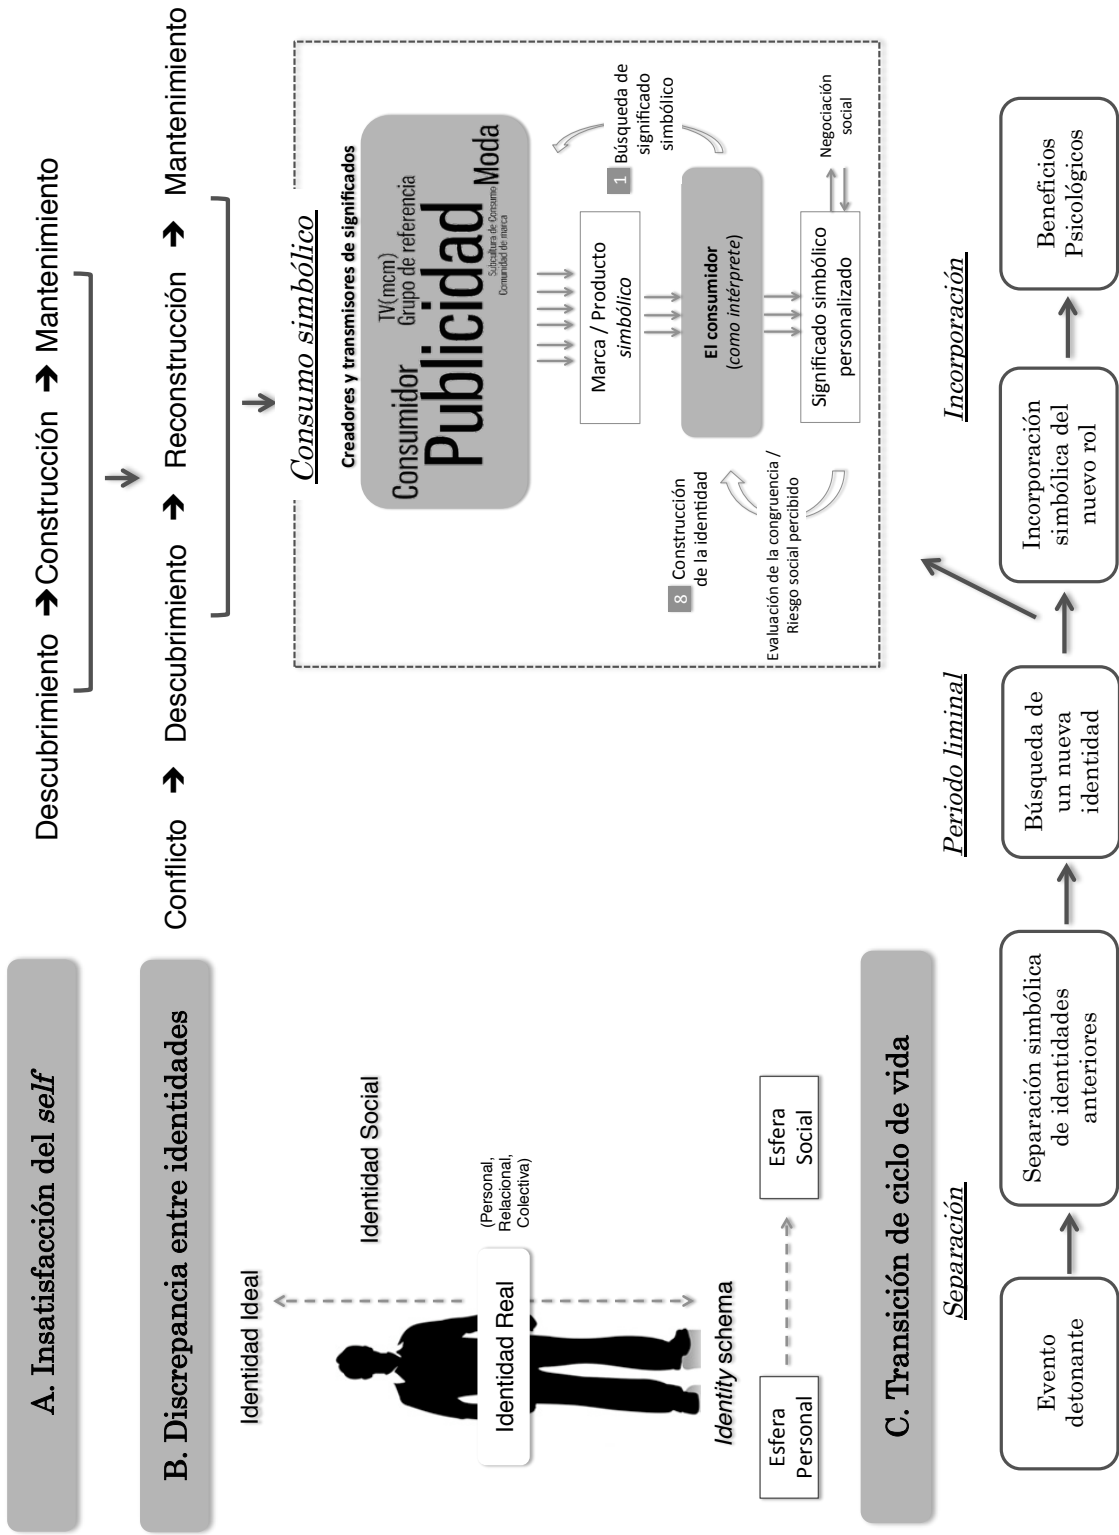 A. Insatisfacción del self
Descubrimiento ➔ Construcción ➔ Mantenimiento
B. Discrepancia entre identidades
Conflicto ➔ Descubrimiento ➔ Reconstrucción ➔ Mantenimiento
Identidad Ideal
Identidad Social
Identidad Real
(Personal,
Relacional,
Colectiva)
Identity schema
Esfera
Personal
Esfera
Social
Consumo simbólico
Creadores y transmisores de significados
Consumidor
TV(mcm)
Grupo de referencia
Publicidad
Subcultura de Consumo
Comunidad de marca
Moda
Marca / Producto
simbólico
1
Búsqueda de
significado
simbólico
El consumidor
(como intérprete)
8
Construcción
de la identidad
Evaluación de la congruencia /
Riesgo social percibido
Significado simbólico
personalizado
Negociación
social
C. Transición de ciclo de vida
Separación
Periodo liminal
Incorporación
Evento
detonante
Separación simbólica
de identidades
anteriores
Búsqueda de
un nueva
identidad
Incorporación
simbólica del
nuevo rol
Beneficios
Psicológicos